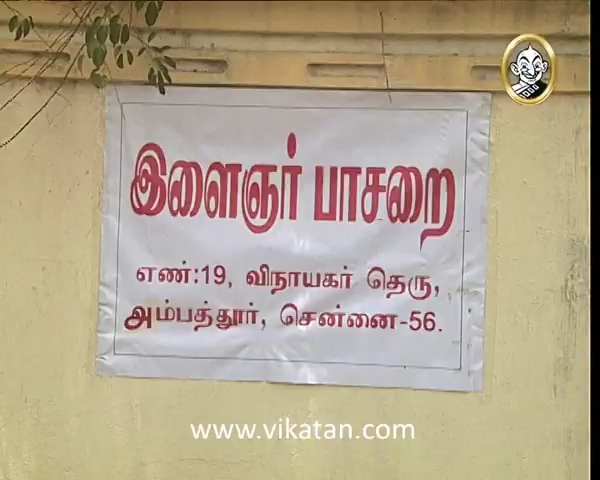 இளைஞர் பாசறை
எண்:19, விநாயகர் தெரு,
அம்பத்தூர், சென்னை-56.
www.vikatan.com